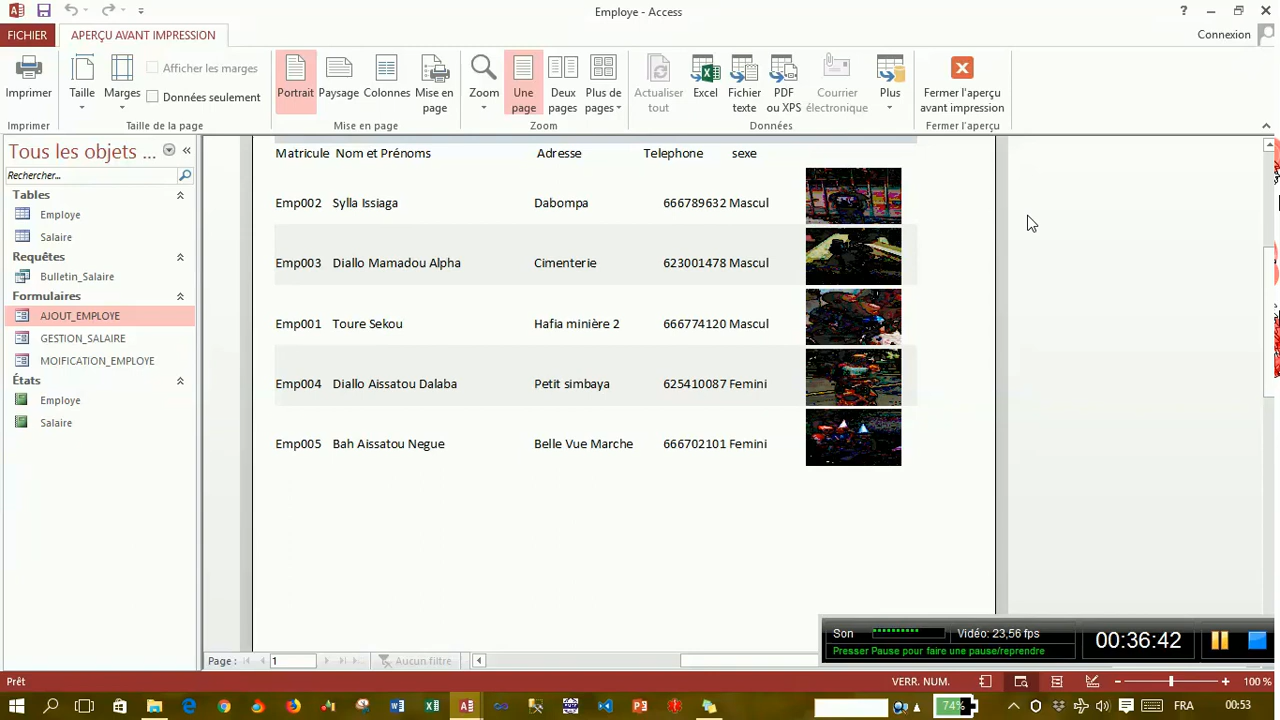 Employe - Access
? 
FICHIER
APERÇU AVANT IMPRESSION
Connexion
Imprimer
Taille
Marges
Afficher les marges
Données seulement
Portrait
Paysage
Colonnes
Mise en page
Zoom
Une page
Deux pages
Plus de pages
Actualiser tout
Excel
Fichier texte
PDF ou XPS
Courrier électronique
Plus
Fermer l'aperçu avant impression
Imprimer
Taille de la page
Mise en page
Zoom
Données
Fermer l'aperçu
Tous les objets ...
Rechercher...
Tables
Employe
Salaire
Requêtes
Bulletin_Salaire
Formulaires
AJOUT_EMPLOYE
GESTION_SALAIRE
MOIFICATION_EMPLOYE
États
Employe
Salaire
Matricule Nom et Prénoms Adresse Telephone sexe
Emp002 Sylla Issiaga Dabompa 666789632 Mascul
Emp003 Diallo Mamadou Alpha Cimenterie 623001478 Mascul
Emp001 Toure Sekou Hafia minière 2 666774120 Mascul
Emp004 Diallo Aissatou Dalaba Petit simbaya 625410087 Femini
Emp005 Bah Aissatou Negue Belle Vue Marche 666702101 Femini
Page : 1 Aucun filtre
Son Vidéo: 23,56 fps
Presser Pause pour faire une pause/reprendre
00:36:42
Prêt
VERR. NUM.
100 %
74%
FR
00:53